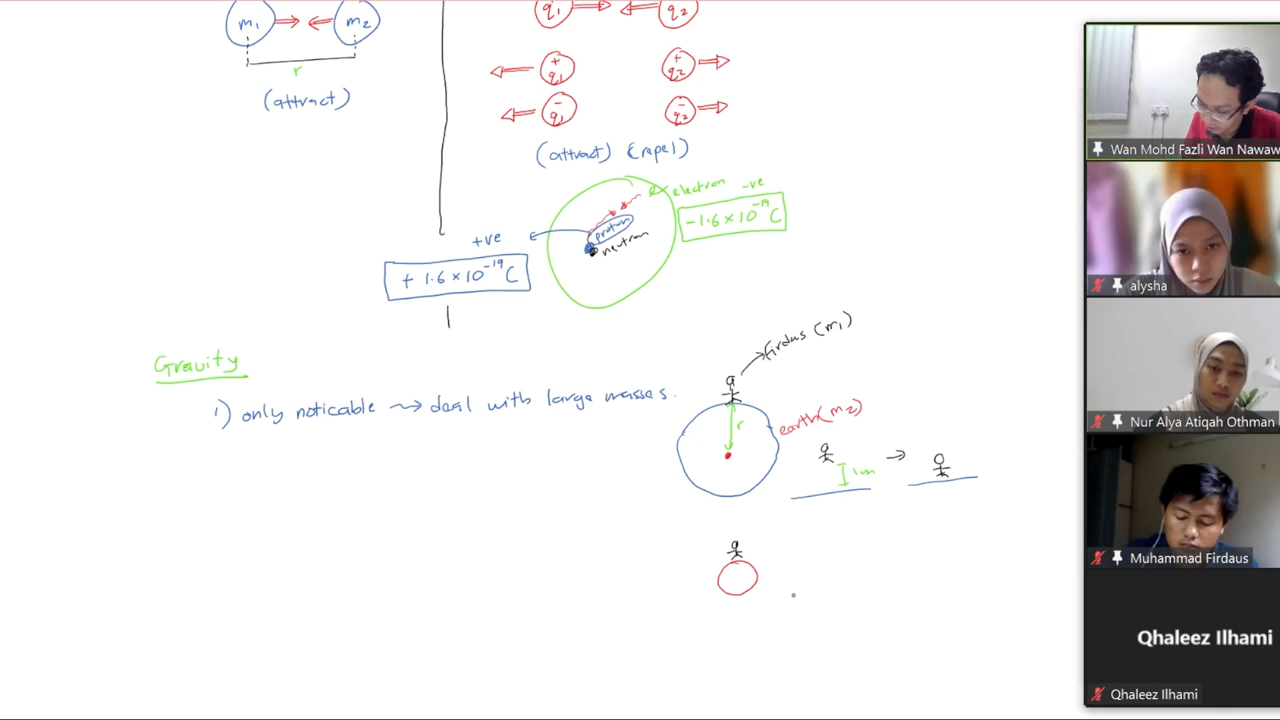 m1 m2
r
(attract)
q1 q2
+ q1 + q2
- q1 - q2
(attract) (repel)
electron -ve
-1.6 × 10^-19 C
proton
neutron
+ve
+ 1.6 × 10^-19 C
Gravity
1) only noticable → deal with large masses.
Firdaus (m1)
r
earth (m2)
1m
Wan Mohd Fazli Wan Nawaw
alysha
Nur Alya Atiqah Othman
Muhammad Firdaus
Qhaleez Ilhami
Qhaleez Ilhami